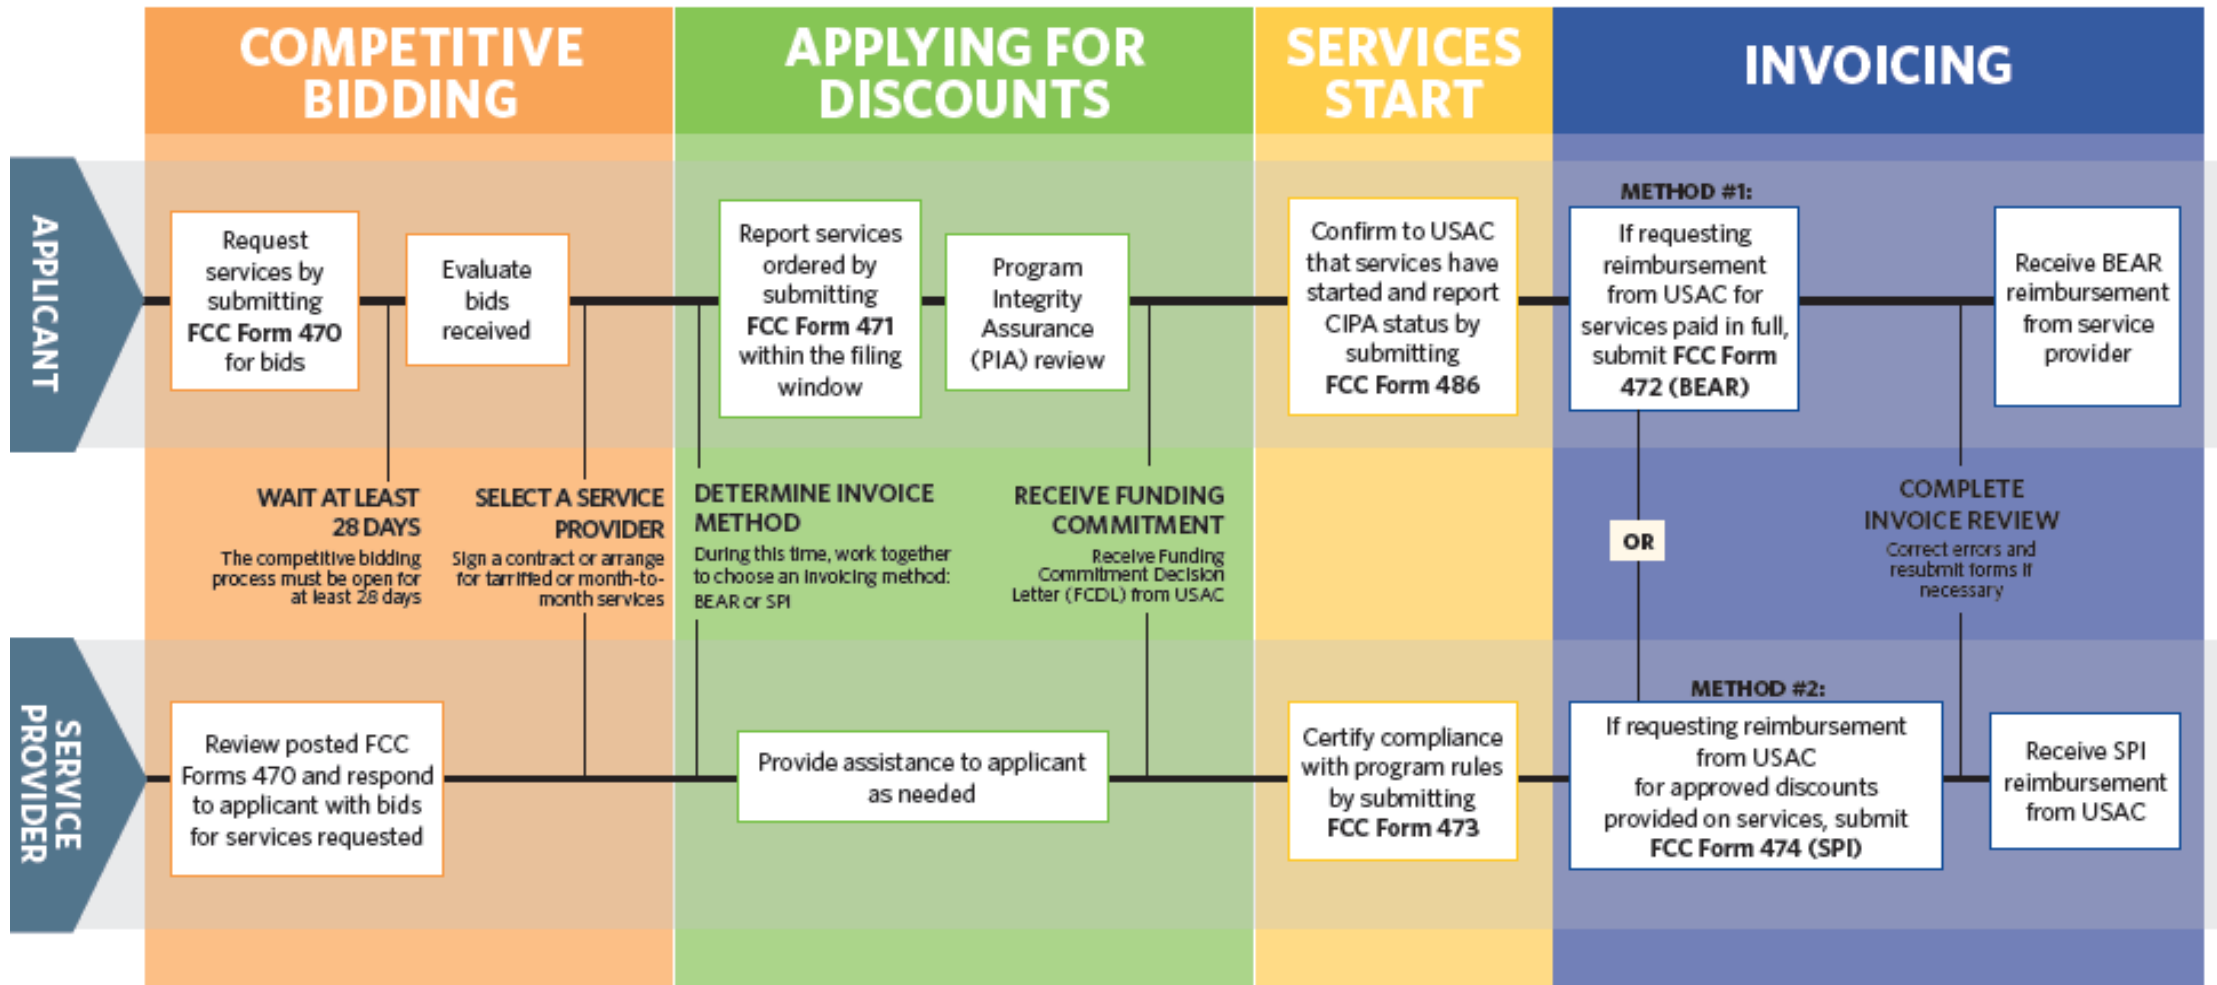 COMPETITIVE
BIDDING
APPLYING FOR
DISCOUNTS
SERVICES
START
INVOICING
APPLICANT
Request
services by
submitting
FCC Form 470
for bids
Evaluate
bids
received
Report services
ordered by
submitting
FCC Form 471
within the filing
window
Program
Integrity
Assurance
(PIA) review
Confirm to USAC
that services have
started and report
CIPA status by
submitting
FCC Form 486
METHOD #1:
If requesting
reimbursement
from USAC for
services paid in full,
submit FCC Form
472 (BEAR)
Receive BEAR
reimbursement
from service
provider
WAIT AT LEAST
28 DAYS
The competitive bidding
process must be open for
at least 28 days
SELECT A SERVICE
PROVIDER
Sign a contract or arrange
for tarriffed or month-to-
month services
DETERMINE INVOICE
METHOD
During this time, work together
to choose an invoicing method:
BEAR or SPI
RECEIVE FUNDING
COMMITMENT
Receive Funding
Commitment Decision
Letter (FCDL) from USAC
OR
COMPLETE
INVOICE REVIEW
Correct errors and
resubmit forms if
necessary
SERVICE
PROVIDER
Review posted FCC
Forms 470 and respond
to applicant with bids
for services requested
Provide assistance to applicant
as needed
Certify compliance
with program rules
by submitting
FCC Form 473
METHOD #2:
If requesting reimbursement
from USAC
for approved discounts
provided on services, submit
FCC Form 474 (SPI)
Receive SPI
reimbursement
from USAC